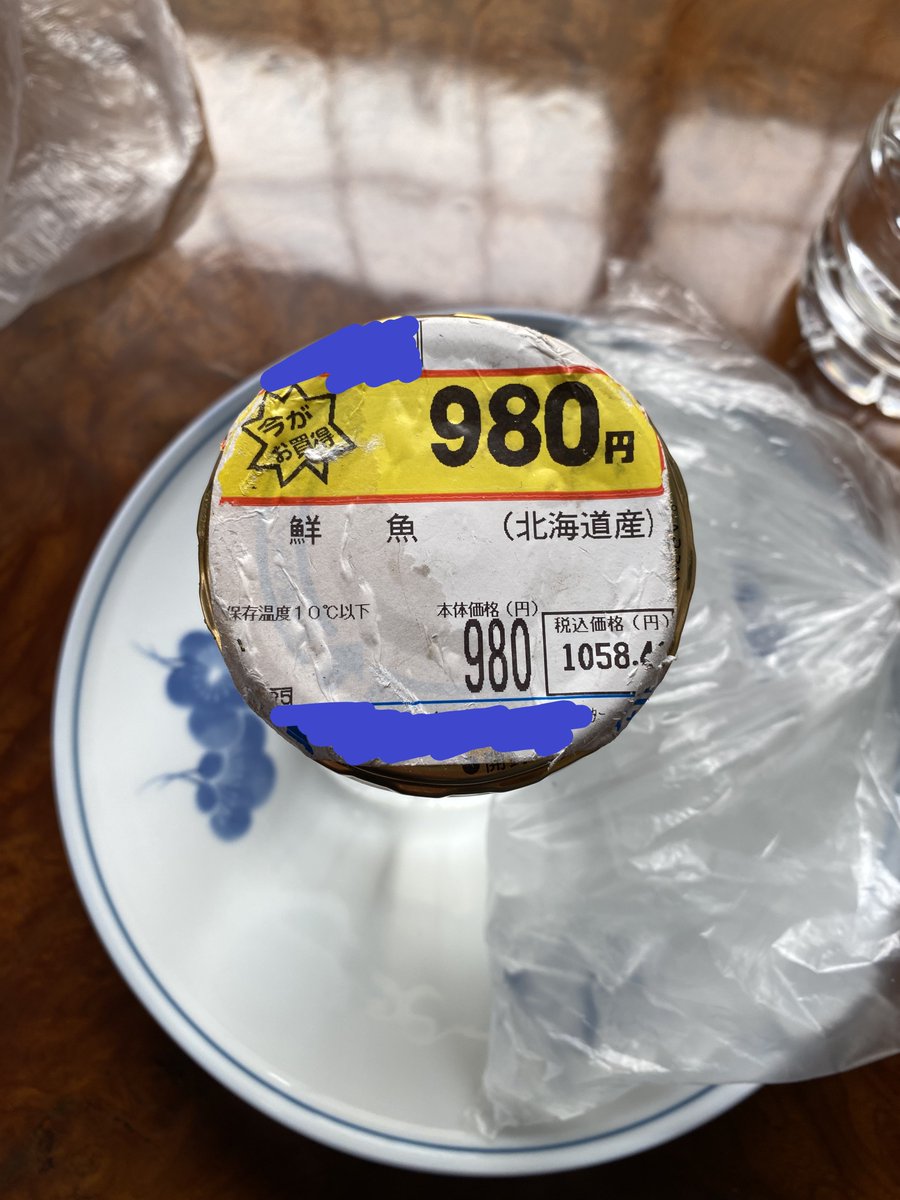 今が
お買得
980円
鮮 魚 (北海道産)
保存温度10℃以下
本体価格(円)
980
税込価格(円)
1058.